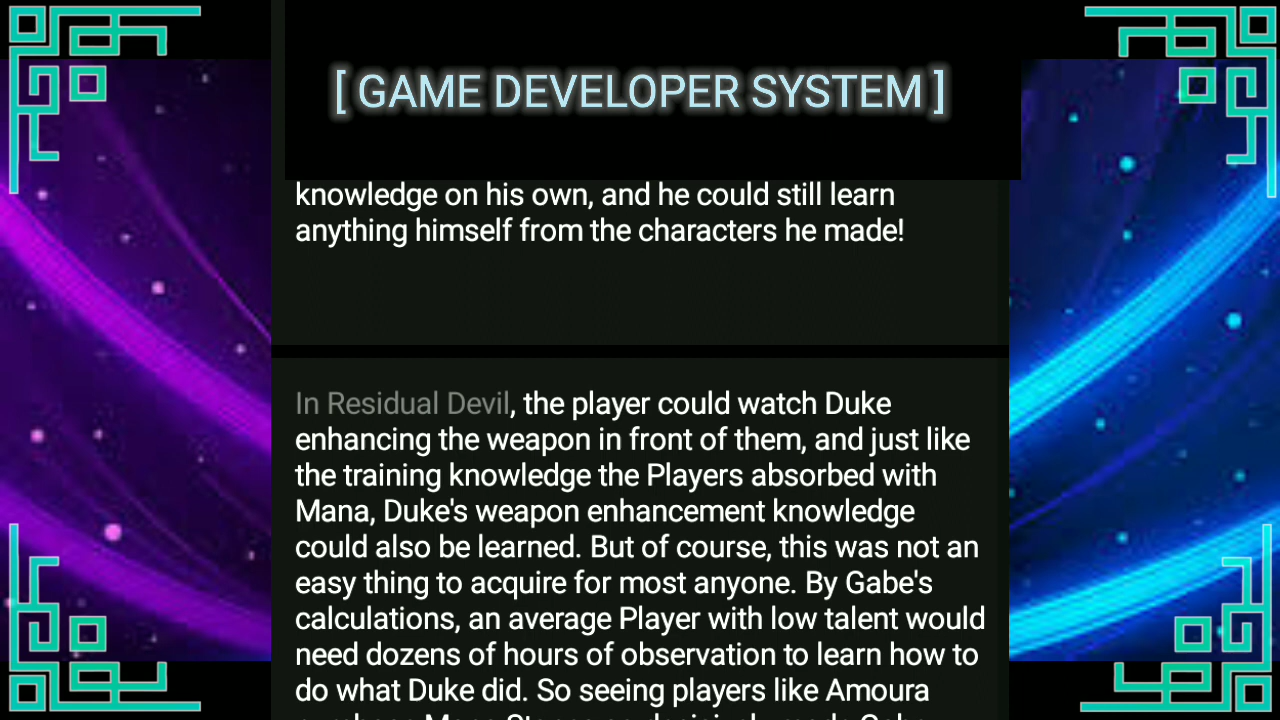 [ GAME DEVELOPER SYSTEM ]
knowledge on his own, and he could still learn
anything himself from the characters he made!
In Residual Devil, the player could watch Duke
enhancing the weapon in front of them, and just like
the training knowledge the Players absorbed with
Mana, Duke's weapon enhancement knowledge
could also be learned. But of course, this was not an
easy thing to acquire for most anyone. By Gabe's
calculations, an average Player with low talent would
need dozens of hours of observation to learn how to
do what Duke did. So seeing players like Amoura